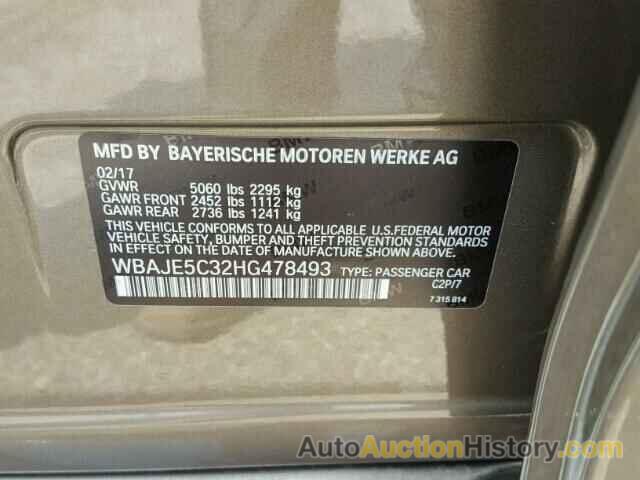 MFD BY BAYERISCHE MOTOREN WERKE AG
02/17
GVWR 5060 lbs 2295 kg
GAWR FRONT 2452 lbs 1112 kg
GAWR REAR 2736 lbs 1241 kg
THIS VEHICLE CONFORMS TO ALL APPLICABLE U.S.FEDERAL MOTOR
VEHICLE SAFETY, BUMPER AND THEFT PREVENTION STANDARDS
IN EFFECT ON THE DATE OF MANUFACTURE SHOWN ABOVE.
WBAJE5C32HG478493 TYPE: PASSENGER CAR
C2P/7
7 315 814
AutoAuctionHistory.com